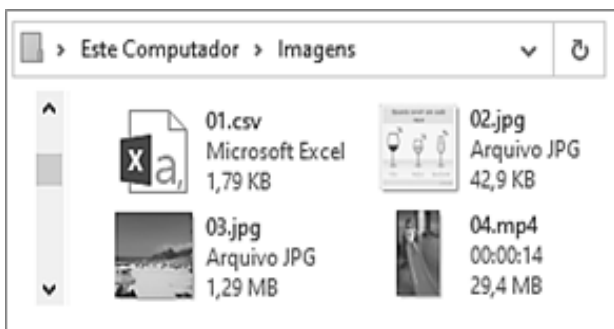 Este Computador > Imagens
01.csv
Microsoft Excel
1,79 KB
02.jpg
Arquivo JPG
42,9 KB
03.jpg
Arquivo JPG
1,29 MB
04.mp4
00:00:14
29,4 MB